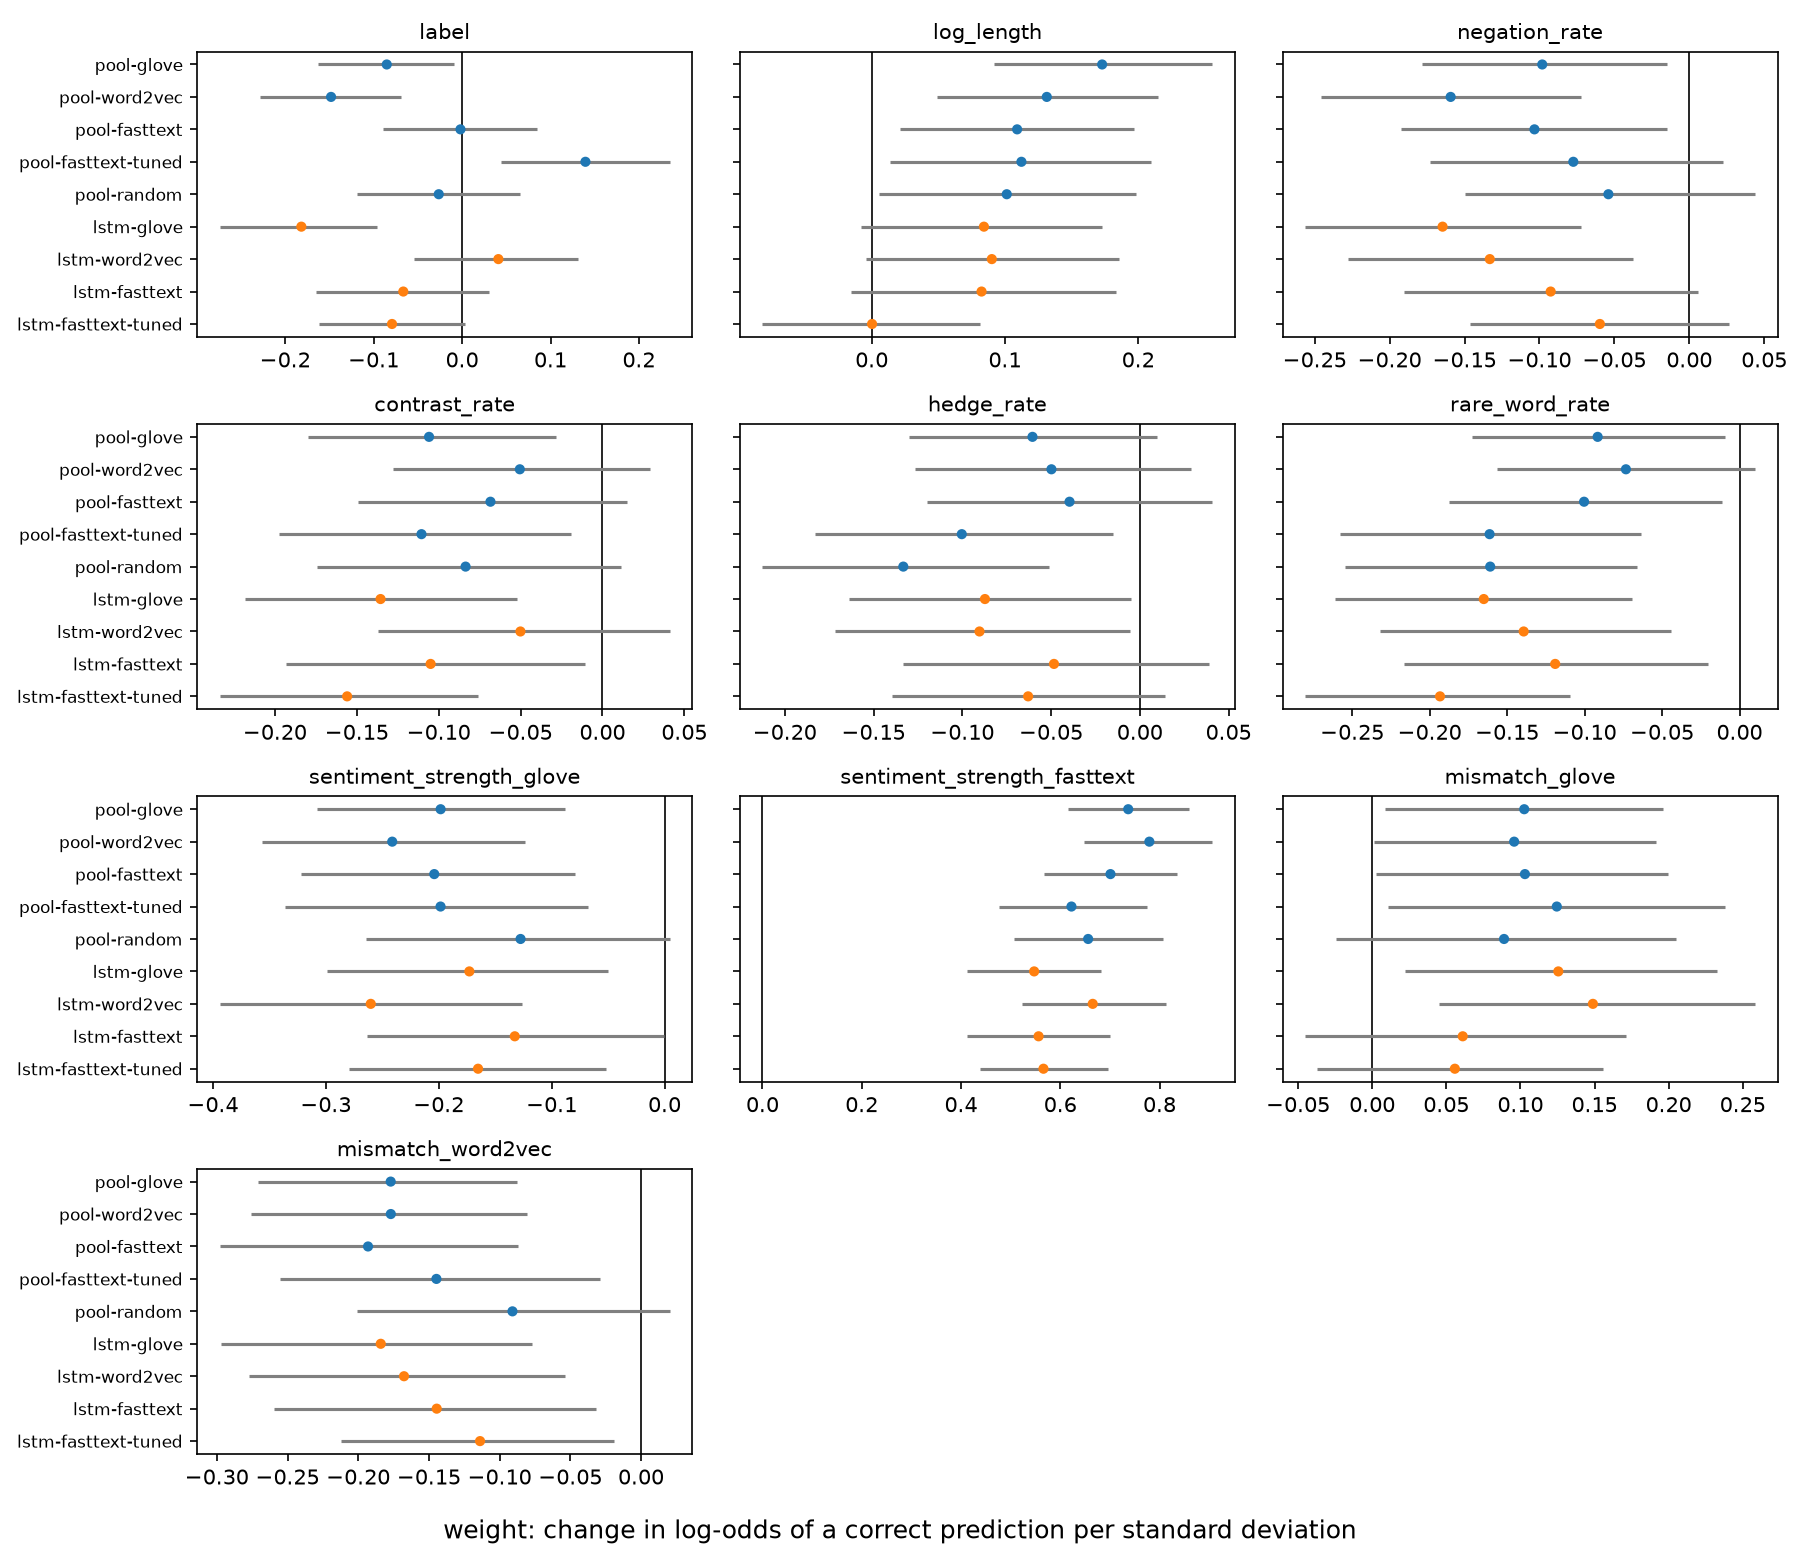 label
log_length
negation_rate
pool-glove
pool-word2vec
pool-fasttext
pool-fasttext-tuned
pool-random
lstm-glove
lstm-word2vec
lstm-fasttext
lstm-fasttext-tuned
−0.2 −0.1 0.0 0.1 0.2
0.0 0.1 0.2
−0.25 −0.20 −0.15 −0.10 −0.05 0.00 0.05
contrast_rate
hedge_rate
rare_word_rate
pool-glove
pool-word2vec
pool-fasttext
pool-fasttext-tuned
pool-random
lstm-glove
lstm-word2vec
lstm-fasttext
lstm-fasttext-tuned
−0.20 −0.15 −0.10 −0.05 0.00 0.05
−0.20 −0.15 −0.10 −0.05 0.00 0.05
−0.25 −0.20 −0.15 −0.10 −0.05 0.00
sentiment_strength_glove
sentiment_strength_fasttext
mismatch_glove
pool-glove
pool-word2vec
pool-fasttext
pool-fasttext-tuned
pool-random
lstm-glove
lstm-word2vec
lstm-fasttext
lstm-fasttext-tuned
−0.4 −0.3 −0.2 −0.1 0.0
0.0 0.2 0.4 0.6 0.8
−0.05 0.00 0.05 0.10 0.15 0.20 0.25
mismatch_word2vec
pool-glove
pool-word2vec
pool-fasttext
pool-fasttext-tuned
pool-random
lstm-glove
lstm-word2vec
lstm-fasttext
lstm-fasttext-tuned
−0.30 −0.25 −0.20 −0.15 −0.10 −0.05 0.00
weight: change in log-odds of a correct prediction per standard deviation